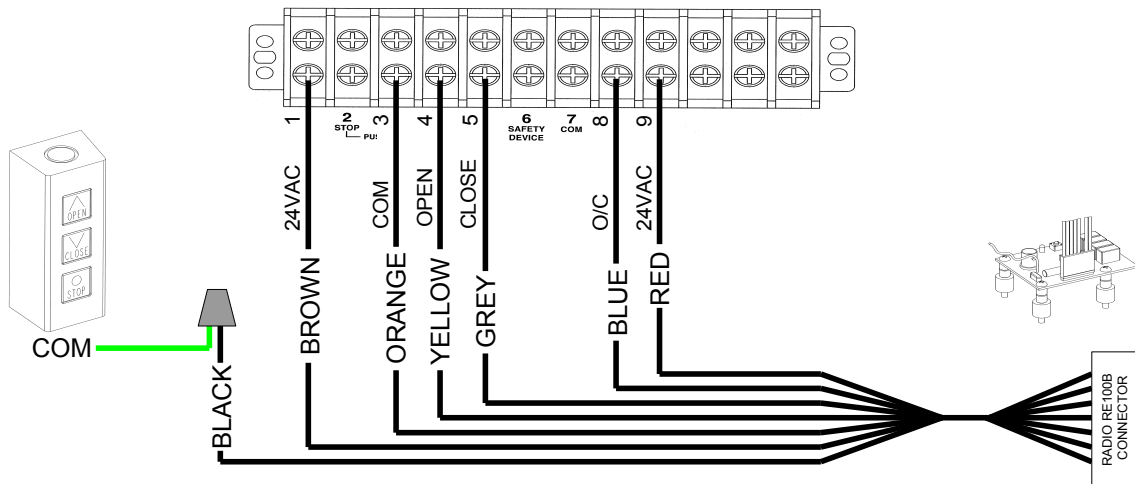 1
2
STOP
PU
3
4
5
6
SAFETY
DEVICE
7
COM
8
9
24VAC
COM
OPEN
CLOSE
O/C
24VAC
BROWN
ORANGE
YELLOW
GREY
BLUE
RED
OPEN
CLOSE
STOP
COM
BLACK
RADIO RE100B
CONNECTOR